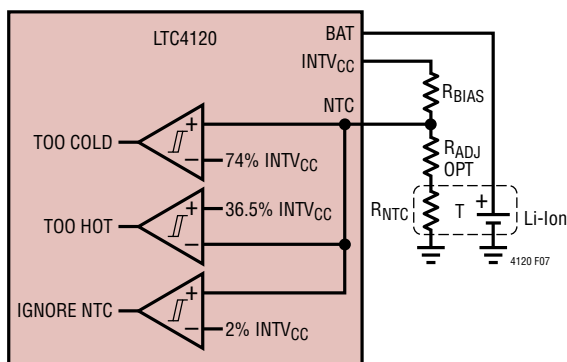 LTC4120
BAT
INTVCC
NTC
RBIAS
TOO COLD
+
−
74% INTVCC
RADJ
OPT
TOO HOT
+
−
36.5% INTVCC
RNTC
T
+
Li-Ion
4120 F07
IGNORE NTC
+
−
2% INTVCC